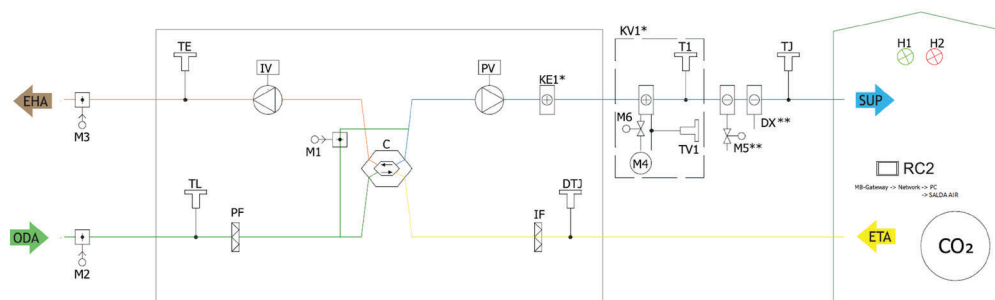 KV1*
TE
IV
PV
KE1*
T1
TJ
H1
H2
EHA
SUP
M3
M1
C
M6
DX**
M5**
M4
TV1
RC2
MB-Gateway -> Network -> PC
-> SALDA AIR
TL
PF
IF
DTJ
ODA
ETA
CO₂
M2